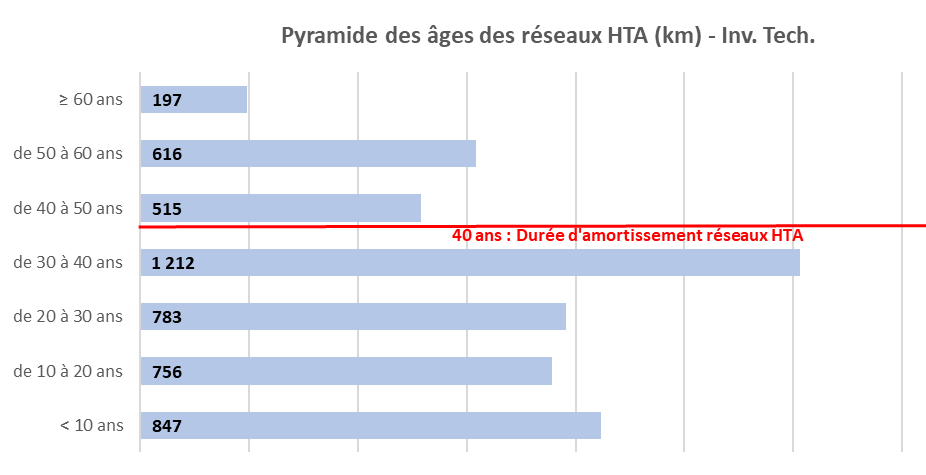 Pyramide des âges des réseaux HTA (km) - Inv. Tech.
≥ 60 ans 197
de 50 à 60 ans 616
de 40 à 50 ans 515
40 ans : Durée d'amortissement réseaux HTA
de 30 à 40 ans 1 212
de 20 à 30 ans 783
de 10 à 20 ans 756
< 10 ans 847